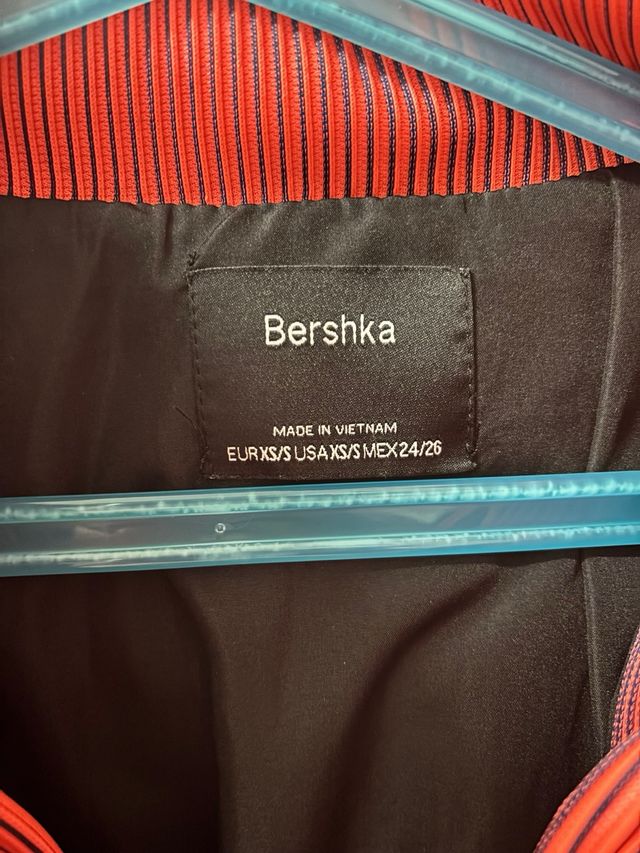 Bershka
MADE IN VIETNAM
EUR XS/S USA XS/S MEX 24/26